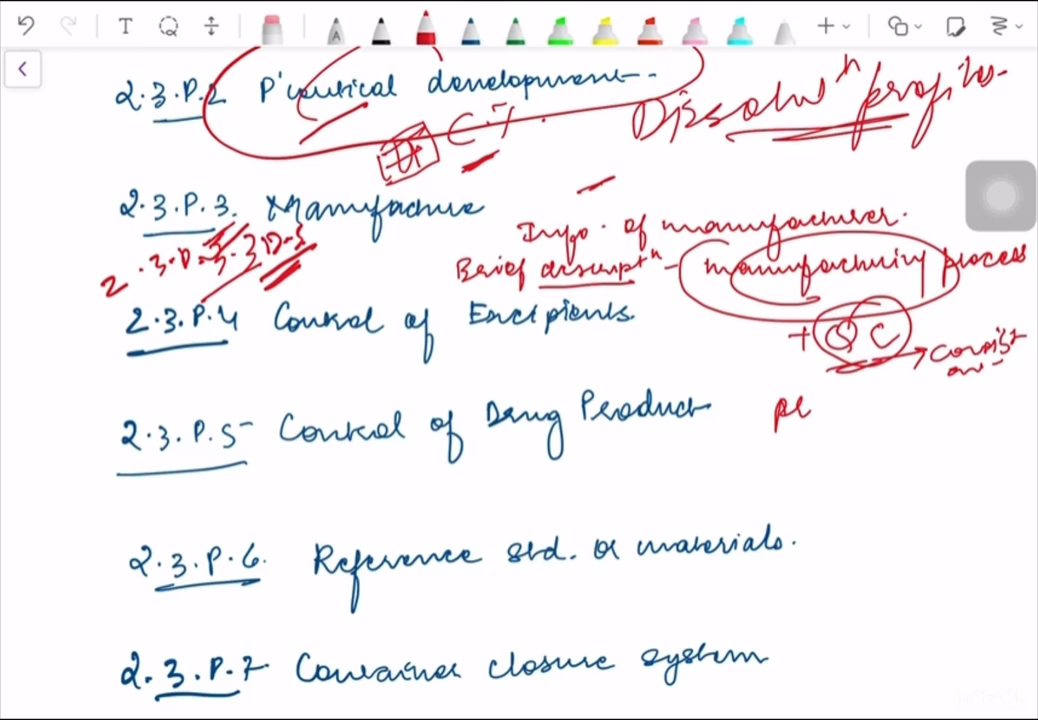 2.3.P.2 P'ceutical development
Dissolutn profiles
C.T.
2.3.P.3. Manufacture
Info. of manufacturer.
Brief descriptn - manufacturing process
2.3.P.4 Control of Excipients.
+ QC
2.3.P.5 Control of Drug Product
2.3.P.6. Reference std. or materials.
2.3.P.7 Container closure system